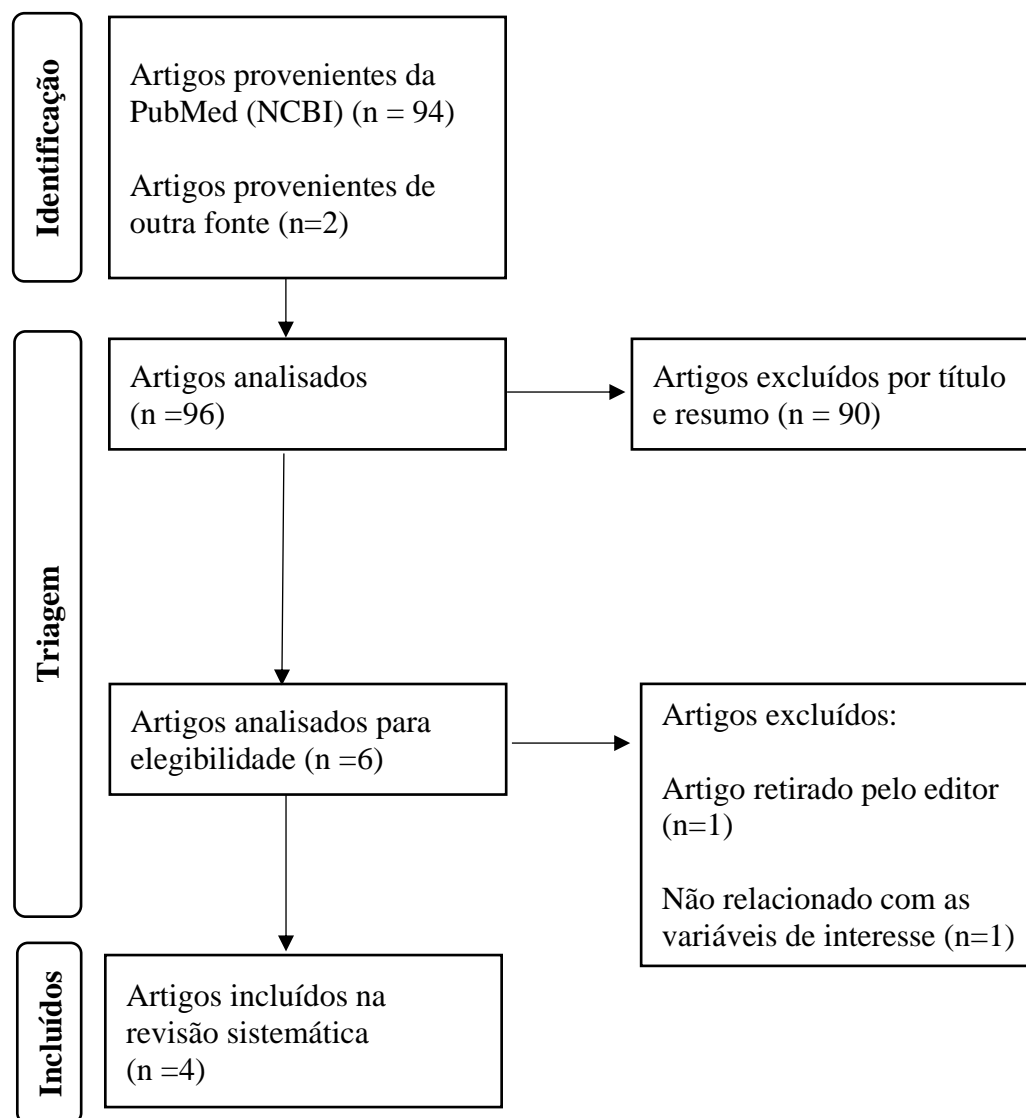 Identificação
Artigos provenientes da
PubMed (NCBI) (n = 94)
Artigos provenientes de
outra fonte (n=2)
Triagem
Artigos analisados
(n =96)
Artigos excluídos por título
e resumo (n = 90)
Artigos analisados para
elegibilidade (n =6)
Artigos excluídos:
Artigo retirado pelo editor
(n=1)
Não relacionado com as
variáveis de interesse (n=1)
Incluídos
Artigos incluídos na
revisão sistemática
(n =4)